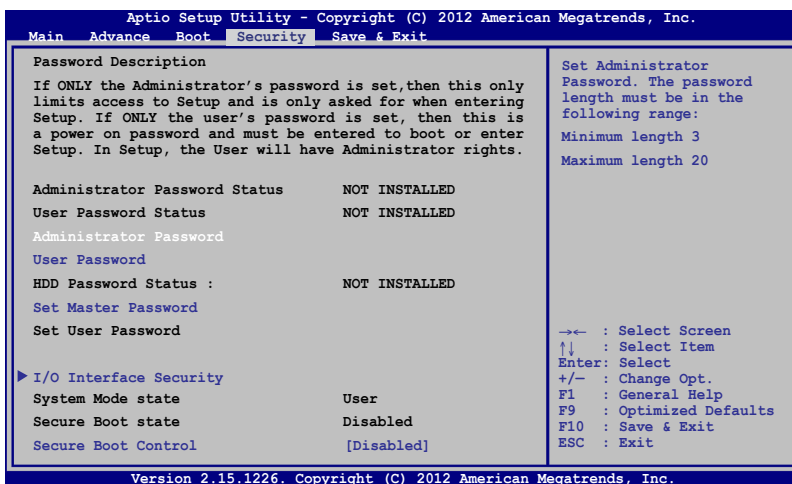 Aptio Setup Utility - Copyright (C) 2012 American Megatrends, Inc.
Main Advance Boot Security Save & Exit
Password Description
If ONLY the Administrator's password is set,then this only
limits access to Setup and is only asked for when entering
Setup. If ONLY the user's password is set, then this is
a power on password and must be entered to boot or enter
Setup. In Setup, the User will have Administrator rights.
Administrator Password Status NOT INSTALLED
User Password Status NOT INSTALLED
Administrator Password
User Password
HDD Password Status : NOT INSTALLED
Set Master Password
Set User Password
I/O Interface Security
System Mode state User
Secure Boot state Disabled
Secure Boot Control [Disabled]
Set Administrator
Password. The password
length must be in the
following range:
Minimum length 3
Maximum length 20
→← : Select Screen
↑↓ : Select Item
Enter: Select
+/— : Change Opt.
F1 : General Help
F9 : Optimized Defaults
F10 : Save & Exit
ESC : Exit
Version 2.15.1226. Copyright (C) 2012 American Megatrends, Inc.